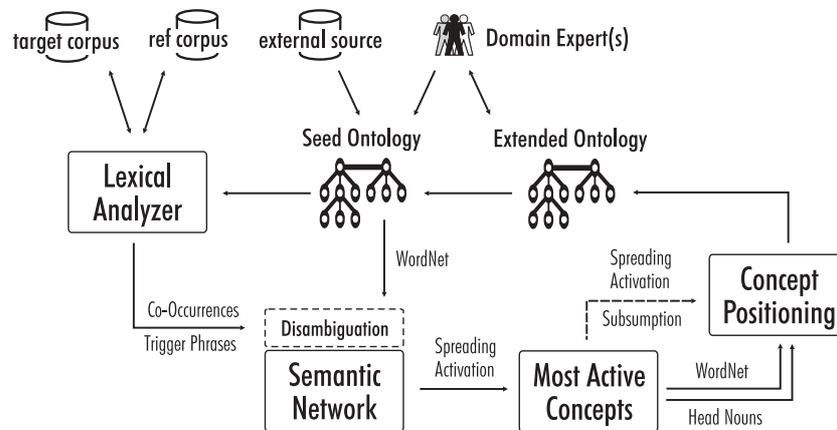 target corpus
ref corpus
external source
Domain Expert(s)
Seed Ontology
Extended Ontology
Lexical
Analyzer
WordNet
Spreading
Activation
Subsumption
Concept
Positioning
Co-Occurrences
Trigger Phrases
Disambiguation
Semantic
Network
Spreading
Activation
Most Active
Concepts
WordNet
Head Nouns